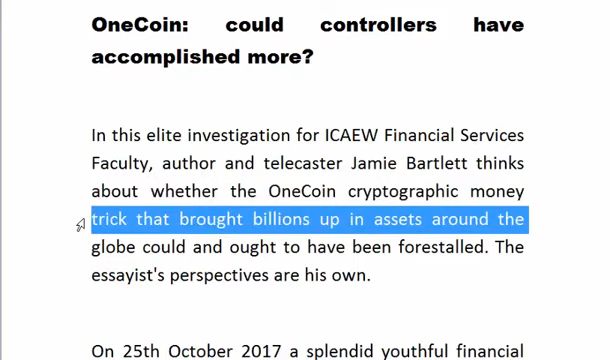 OneCoin: could controllers have
accomplished more?
In this elite investigation for ICAEW Financial Services
Faculty, author and telecaster Jamie Bartlett thinks
about whether the OneCoin cryptographic money
trick that brought billions up in assets around the
globe could and ought to have been forestalled. The
essayist's perspectives are his own.
On 25th October 2017 a splendid youthful financial